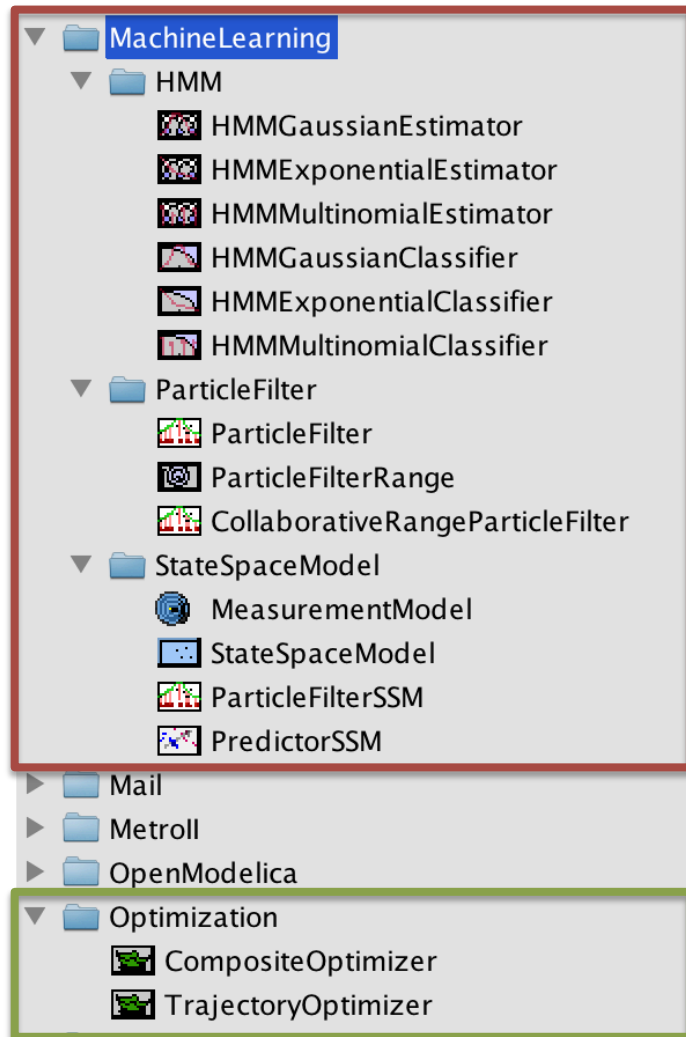 MachineLearning
HMM
HMMGaussianEstimator
HMMExponentialEstimator
HMMMultinomialEstimator
HMMGaussianClassifier
HMMExponentialClassifier
HMMMultinomialClassifier
ParticleFilter
ParticleFilter
ParticleFilterRange
CollaborativeRangeParticleFilter
StateSpaceModel
MeasurementModel
StateSpaceModel
ParticleFilterSSM
PredictorSSM
Mail
MetroII
OpenModelica
Optimization
CompositeOptimizer
TrajectoryOptimizer